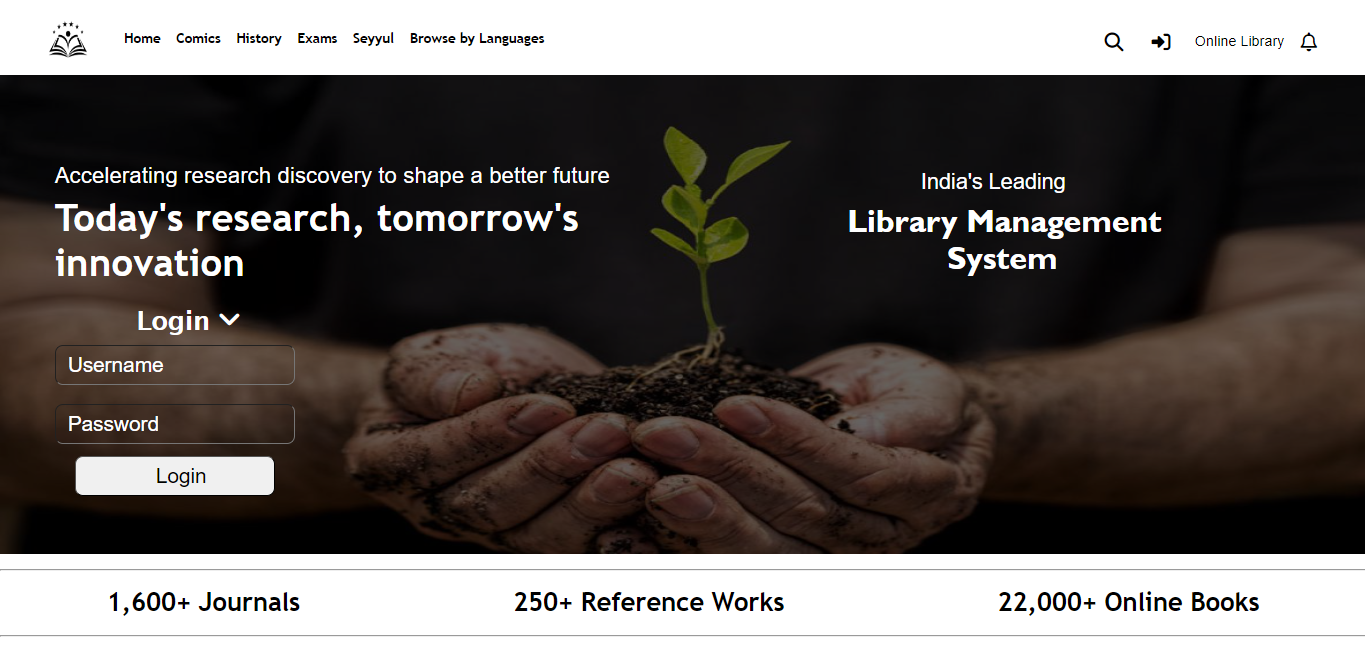 Home Comics History Exams Seyyul Browse by Languages Online Library
Accelerating research discovery to shape a better future
Today's research, tomorrow's
innovation
India's Leading
Library Management
System
Login
Username
Password
Login
1,600+ Journals 250+ Reference Works 22,000+ Online Books